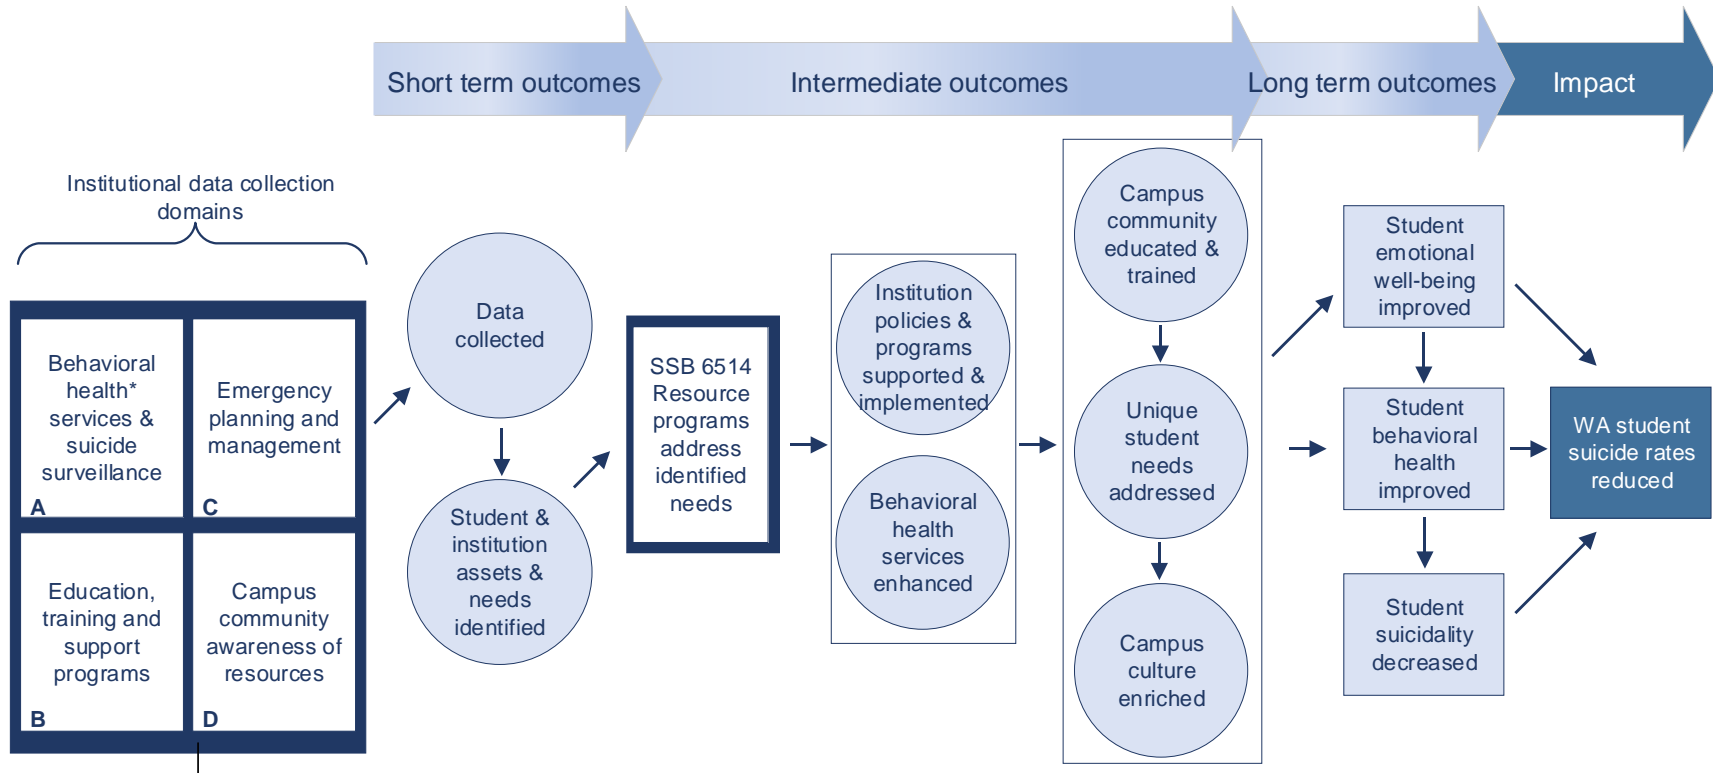 Short term outcomes
Intermediate outcomes
Long term outcomes
Impact
Institutional data collection
domains
Behavioral
health*
services &
suicide
surveillance
A
Emergency
planning and
management
C
Education,
training and
support
programs
B
Campus
community
awareness of
resources
D
Data
collected
Student &
institution
assets &
needs
identified
SSB 6514
Resource
programs
address
identified
needs
Institution
policies &
programs
supported &
implemented
Behavioral
health
services
enhanced
Campus
community
educated &
trained
Unique
student
needs
addressed
Campus
culture
enriched
Student
emotional
well-being
improved
Student
behavioral
health
improved
Student
suicidality
decreased
WA student
suicide rates
reduced